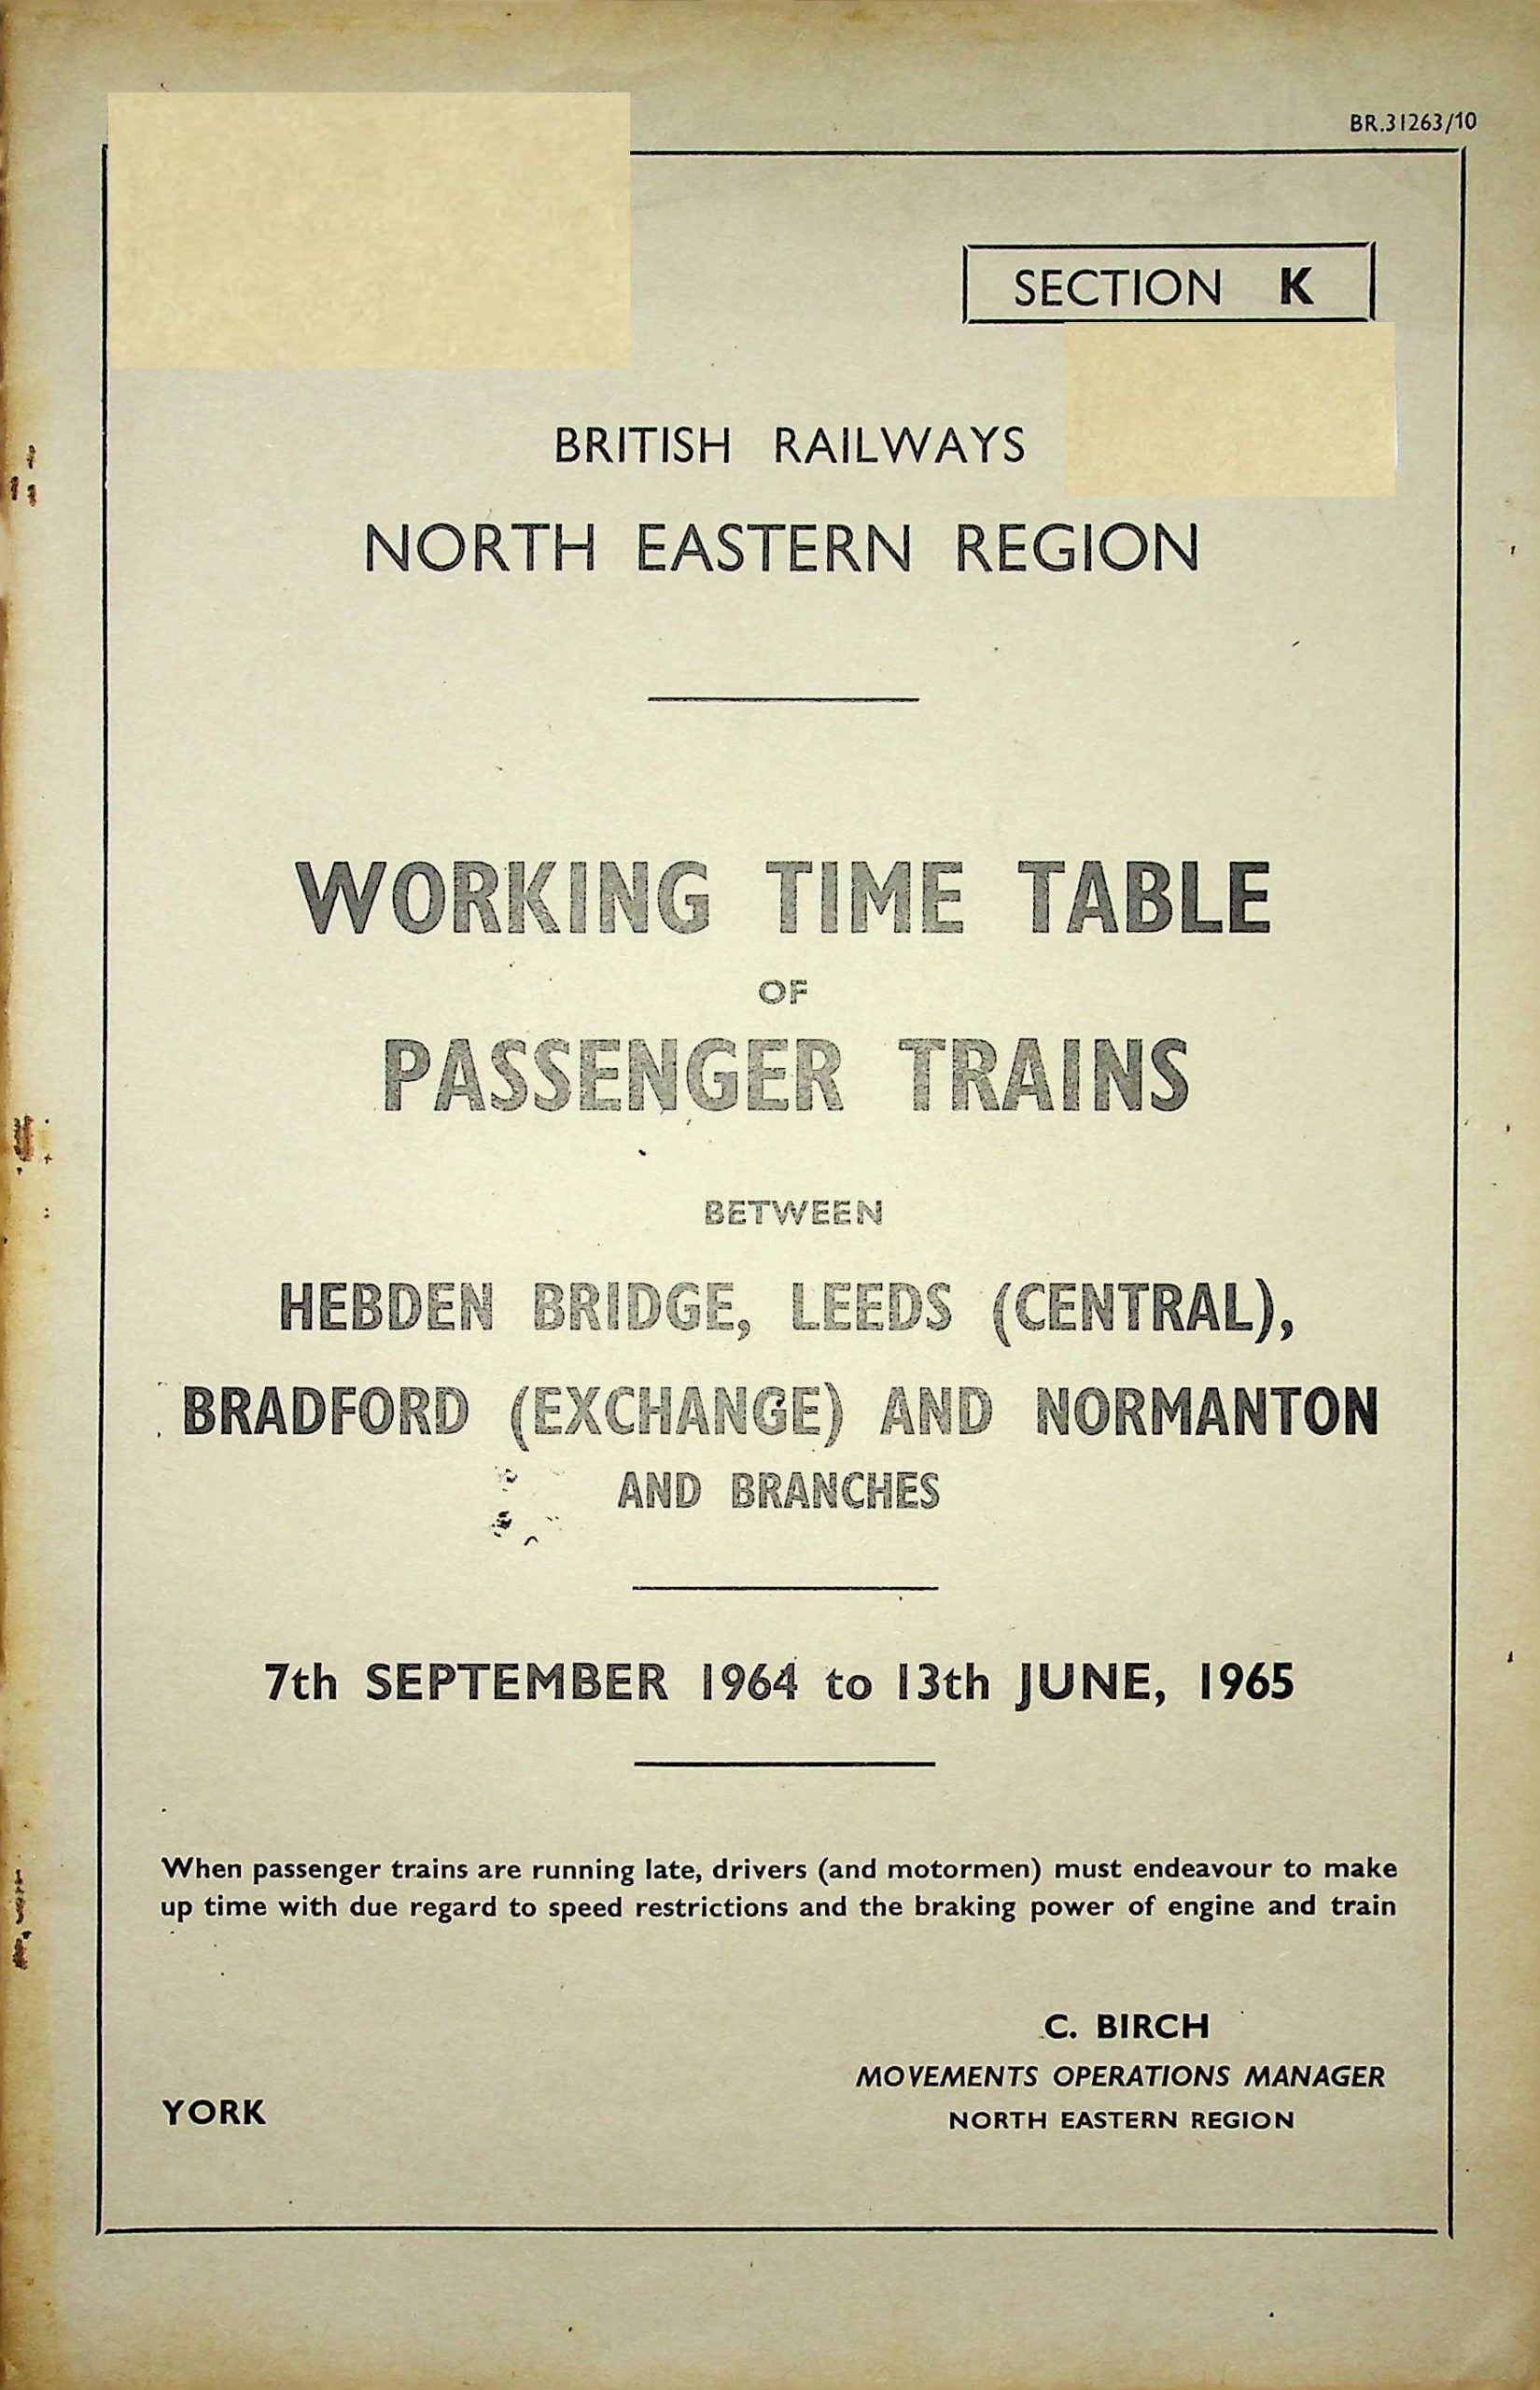 BR.31263/10
SECTION K
BRITISH RAILWAYS
NORTH EASTERN REGION
WORKING TIME TABLE
OF
PASSENGER TRAINS
BETWEEN
HEBDEN BRIDGE, LEEDS (CENTRAL),
BRADFORD (EXCHANGE) AND NORMANTON
AND BRANCHES
7th SEPTEMBER 1964 to 13th JUNE, 1965
When passenger trains are running late, drivers (and motormen) must endeavour to make
up time with due regard to speed restrictions and the braking power of engine and train
C. BIRCH
MOVEMENTS OPERATIONS MANAGER
YORK
NORTH EASTERN REGION